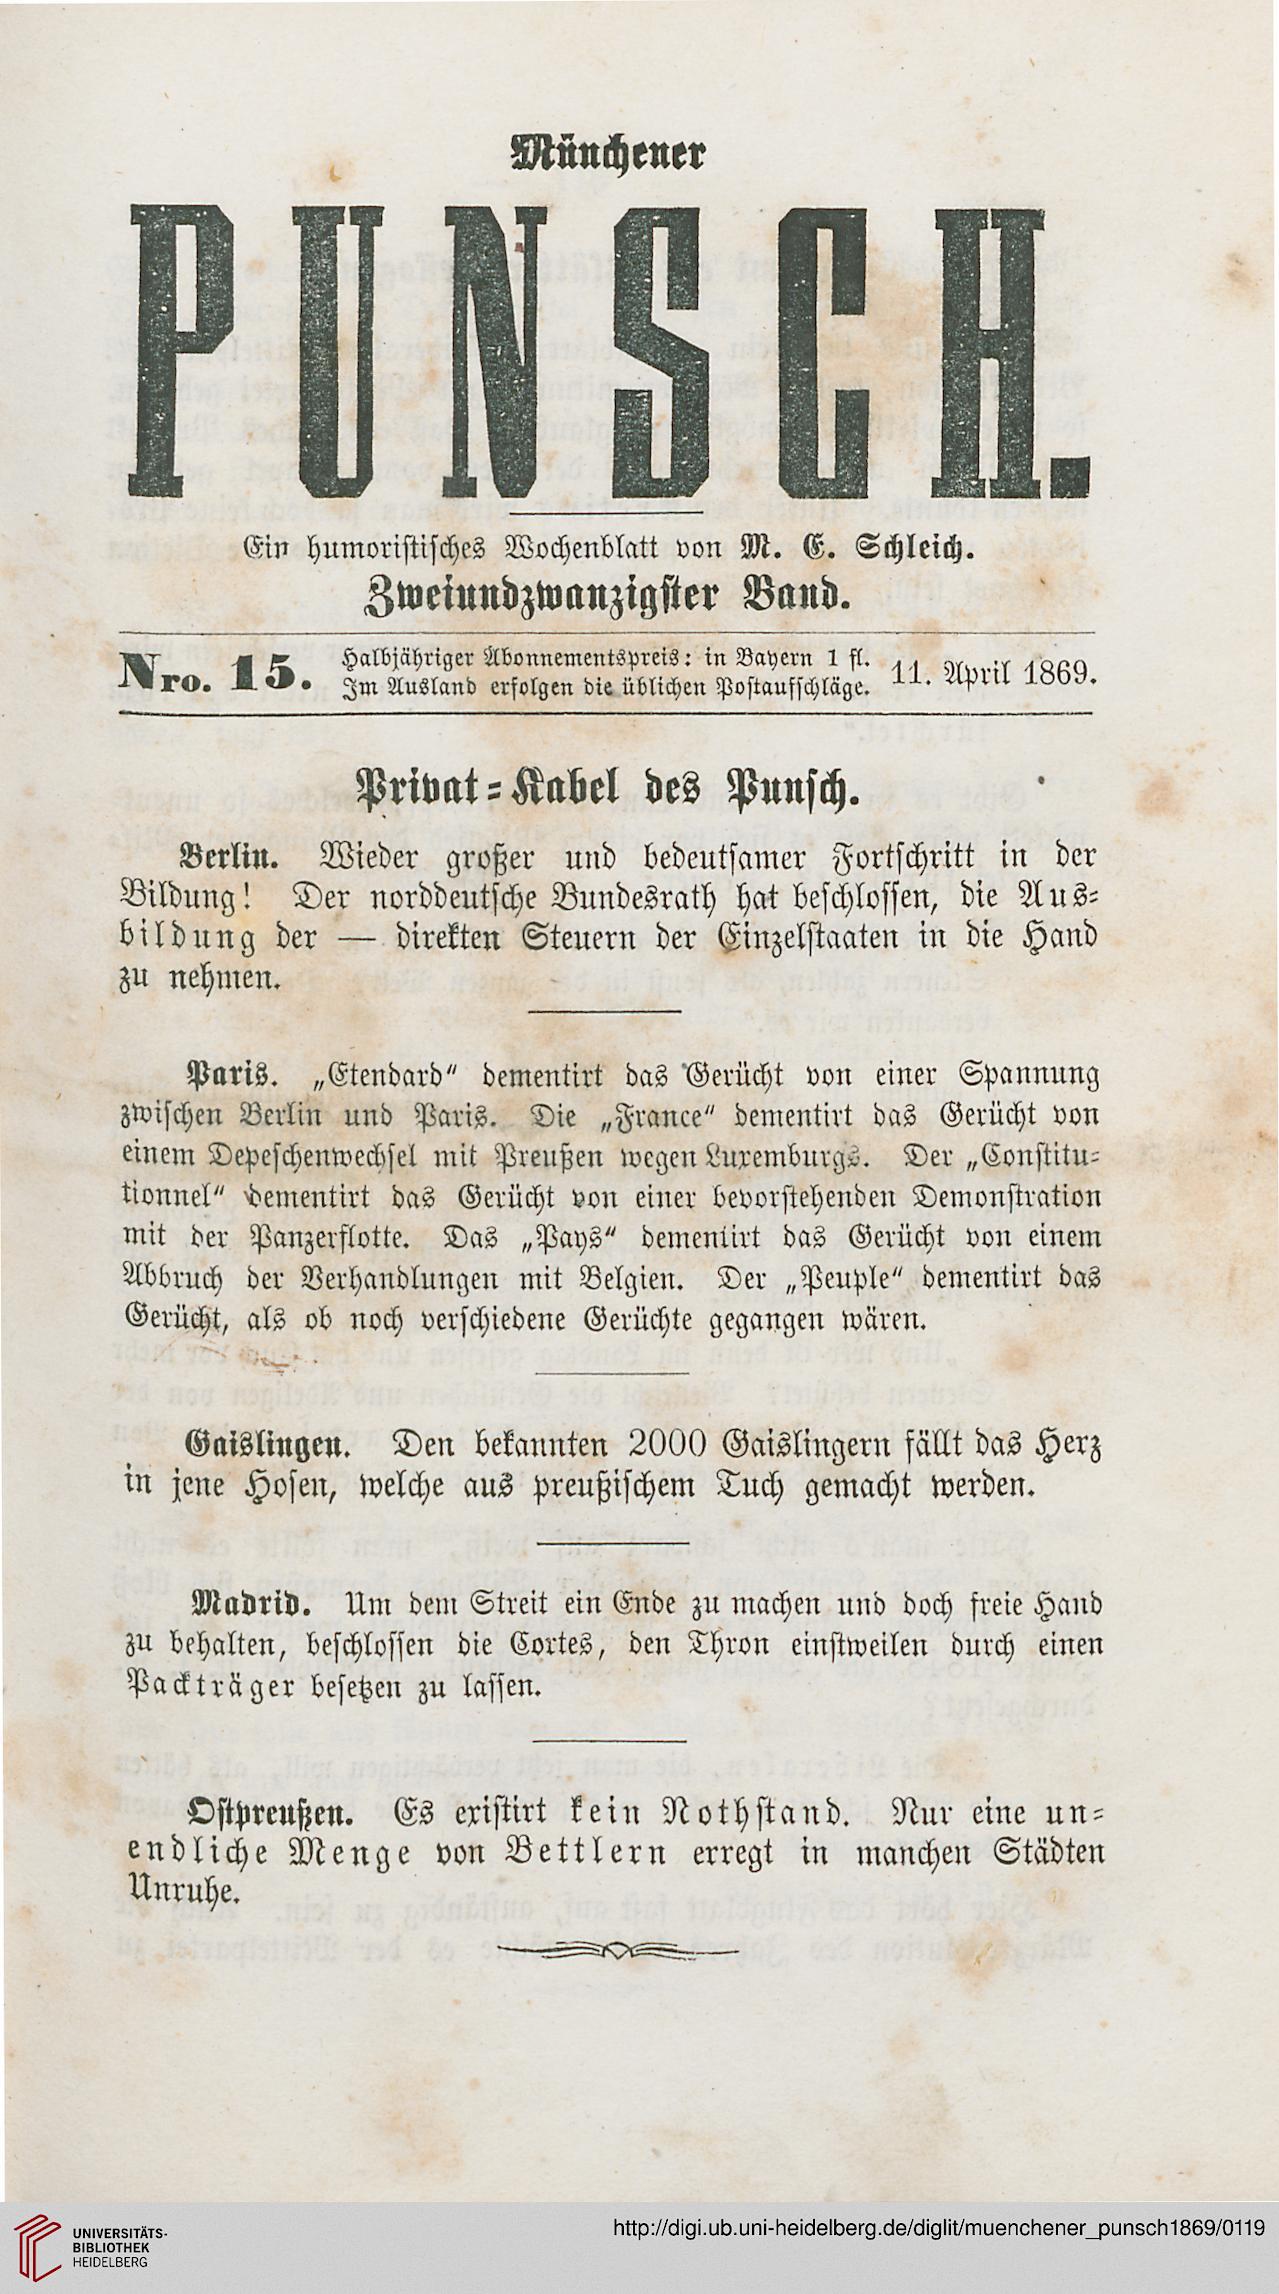 Münchener
PUNSCH.
Ein humoristisches Wochenblatt von M. E. Schleich.
Zweiundzwanzigster Band.
Nro. 15.
Halbjähriger Abonnementspreis: in Bayern 1 fl.
Im Ausland erfolgen die üblichen Postaufschläge.
11. April 1869.
Privat-Kabel des Punsch.
Berlin. Wieder großer und bedeutsamer Fortschritt in der
Bildung! Der norddeutsche Bundesrath hat beschlossen, die Aus-
bildung der — direkten Steuern der Einzelstaaten in die Hand
zu nehmen.
Paris. „Etendard" dementirt das Gerücht von einer Spannung
zwischen Berlin und Paris. Die „France" dementirt das Gerücht von
einem Depeschenwechsel mit Preußen wegen Luxemburgs. Der „Constitu-
tionnel" dementirt das Gerücht von einer bevorstehenden Demonstration
mit der Panzerflotte. Das „Pays" dementirt das Gerücht von einem
Abbruch der Verhandlungen mit Belgien. Der „Peuple" dementirt das
Gerücht, als ob noch verschiedene Gerüchte gegangen wären.
Gaislingen. Den bekannten 2000 Gaislingern fällt das Herz
in jene Hosen, welche aus preußischem Tuch gemacht werden.
Madrid. Um dem Streit ein Ende zu machen und doch freie Hand
zu behalten, beschlossen die Cortes, den Thron einstweilen durch einen
Packträger besetzen zu lassen.
Ostpreußen. Es existirt kein Nothstand. Nur eine un-
endliche Menge von Bettlern erregt in manchen Städten
Unruhe.
UNIVERSITÄTS-
BIBLIOTHEK
HEIDELBERG
http://digi.ub.uni-heidelberg.de/diglit/muenchener_punsch1869/0119